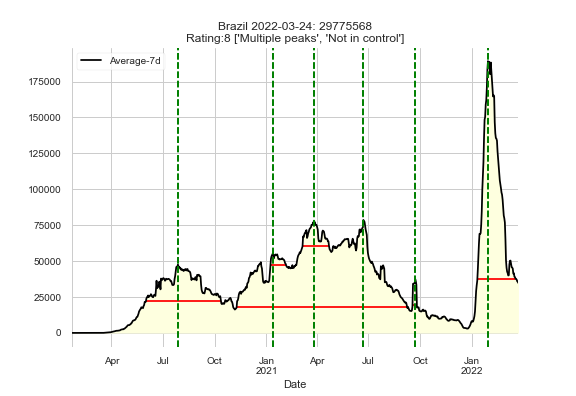 Brazil 2022-03-24: 29775568
Rating:8 ['Multiple peaks', 'Not in control']
Average-7d
175000
150000
125000
100000
75000
50000
25000
0
Apr Jul Oct Jan Apr Jul Oct Jan
2021 2022
Date